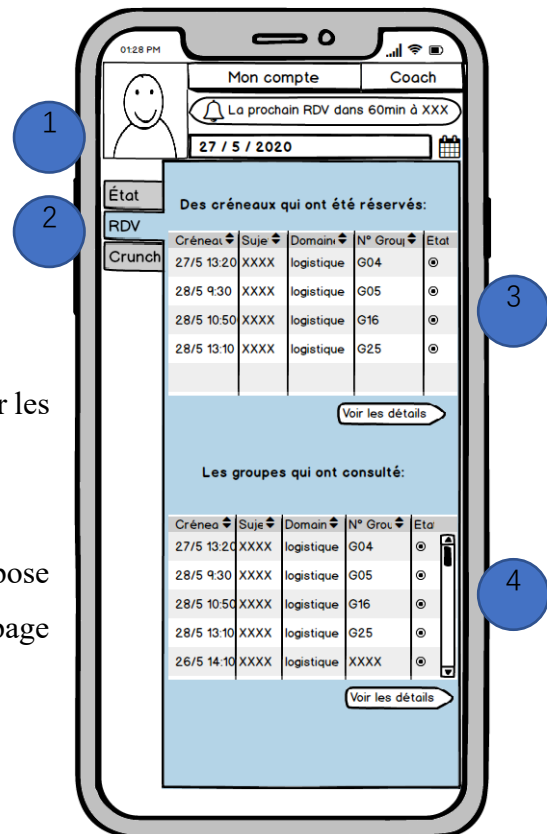 01:28 PM
Mon compte
Coach
La prochain RDV dans 60min à XXX
27 / 5 / 2020
1
État
2
RDV
Crunch
Des créneaux qui ont été réservés:
Créneau Suje Domaine N° Group Etat
27/5 13:20 XXXX logistique G04
28/5 9:30 XXXX logistique G05
28/5 10:50 XXXX logistique G16
28/5 13:10 XXXX logistique G25
3
Voir les détails
r les
Les groupes qui ont consulté:
Crénea Suje Domain N° Grou Eta
27/5 13:20 XXXX logistique G04
28/5 9:30 XXXX logistique G05
28/5 10:50 XXXX logistique G16
28/5 13:10 XXXX logistique G25
26/5 14:10 XXXX logistique XXXX
4
pose
page
Voir les détails